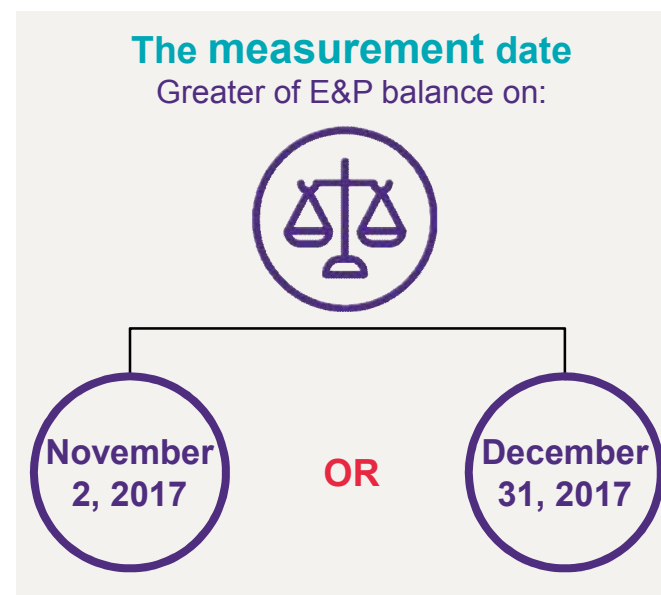 The measurement date
Greater of E&P balance on:
November
2, 2017
OR
December
31, 2017